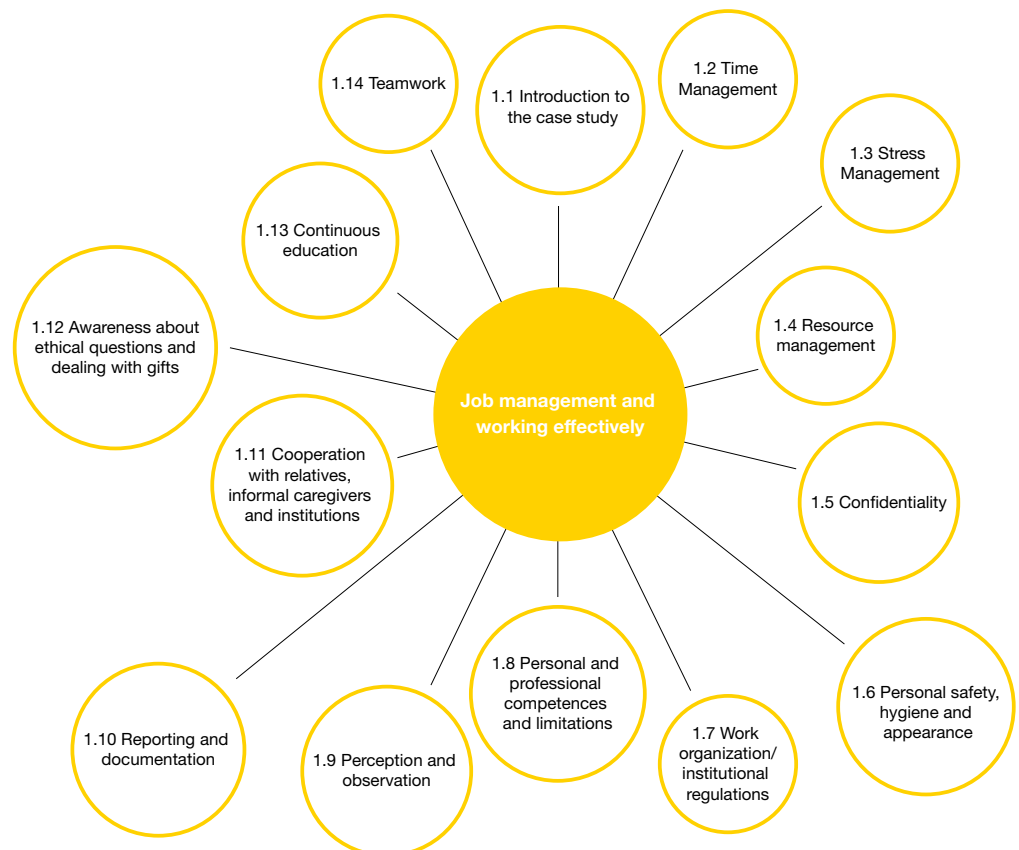 1.14 Teamwork
1.1 Introduction to
the case study
1.2 Time
Management
1.3 Stress
Management
1.13 Continuous
education
1.12 Awareness about
ethical questions and
dealing with gifts
1.4 Resource
management
Job management and
working effectively
1.11 Cooperation
with relatives,
informal caregivers
and institutions
1.5 Confidentiality
1.8 Personal and
professional
competences
and limitations
1.6 Personal safety,
hygiene and
appearance
1.7 Work
organization/
institutional
regulations
1.10 Reporting and
documentation
1.9 Perception and
observation